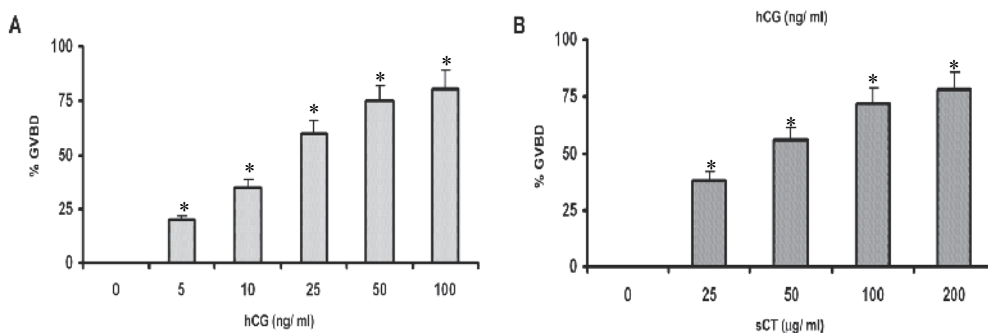 A
% GVBD
100
75
50
25
0
* * * * *
0 5 10 25 50 100
hCG (ng/ ml)
hCG (ng/ ml)
B
% GVBD
100
75
50
25
0
* * * *
0 25 50 100 200
sCT (μg/ ml)